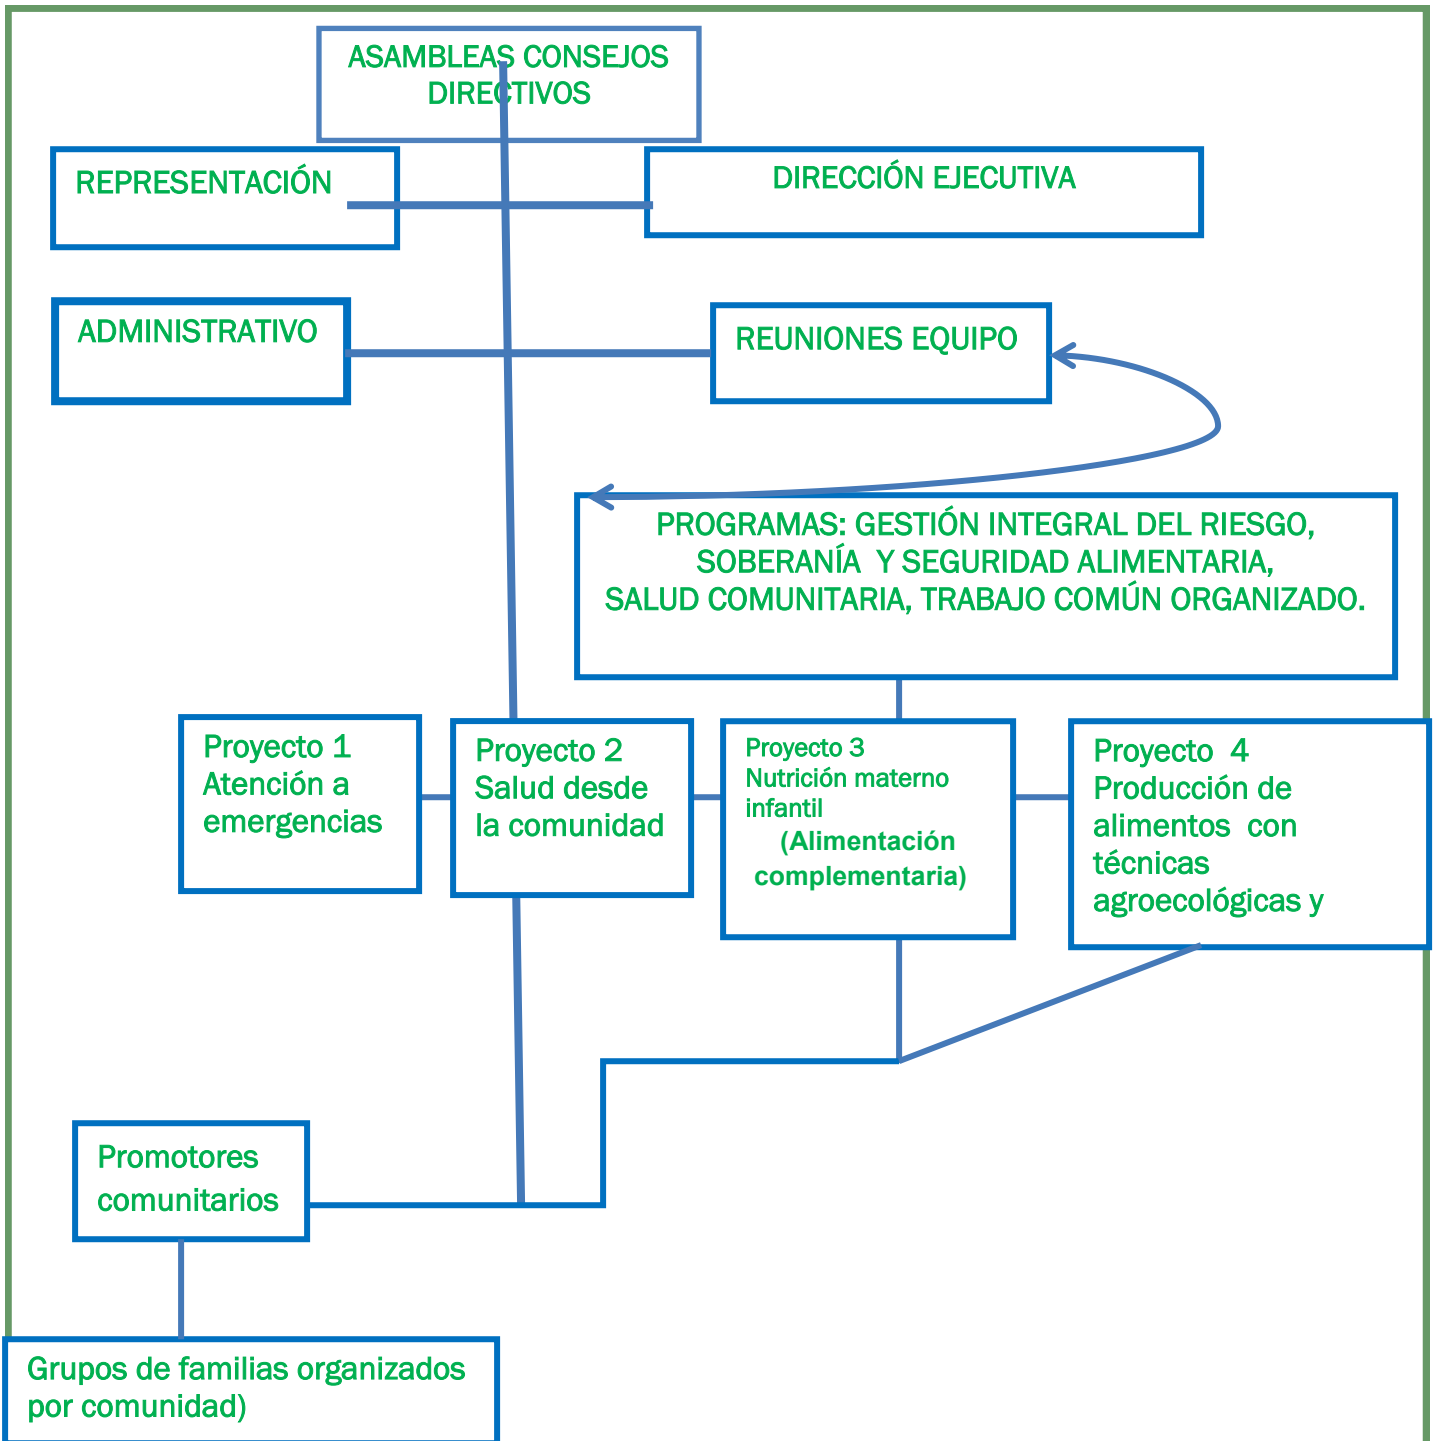 ASAMBLEAS CONSEJOS
DIRECTIVOS
REPRESENTACIÓN
DIRECCIÓN EJECUTIVA
ADMINISTRATIVO
REUNIONES EQUIPO
PROGRAMAS: GESTIÓN INTEGRAL DEL RIESGO,
SOBERANÍA Y SEGURIDAD ALIMENTARIA,
SALUD COMUNITARIA, TRABAJO COMÚN ORGANIZADO.
Proyecto 1
Atención a
emergencias
Proyecto 2
Salud desde
la comunidad
Proyecto 3
Nutrición materno
infantil
(Alimentación
complementaria)
Proyecto 4
Producción de
alimentos con
técnicas
agroecológicas y
Promotores
comunitarios
Grupos de familias organizados
por comunidad)